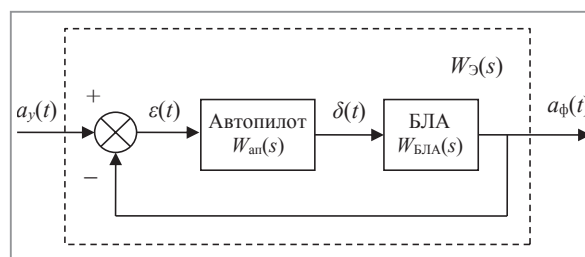 W_Э(s)
a_y(t)
+
ε(t)
Автопилот
W_ап(s)
δ(t)
БЛА
W_БЛА(s)
a_ф(t)
−